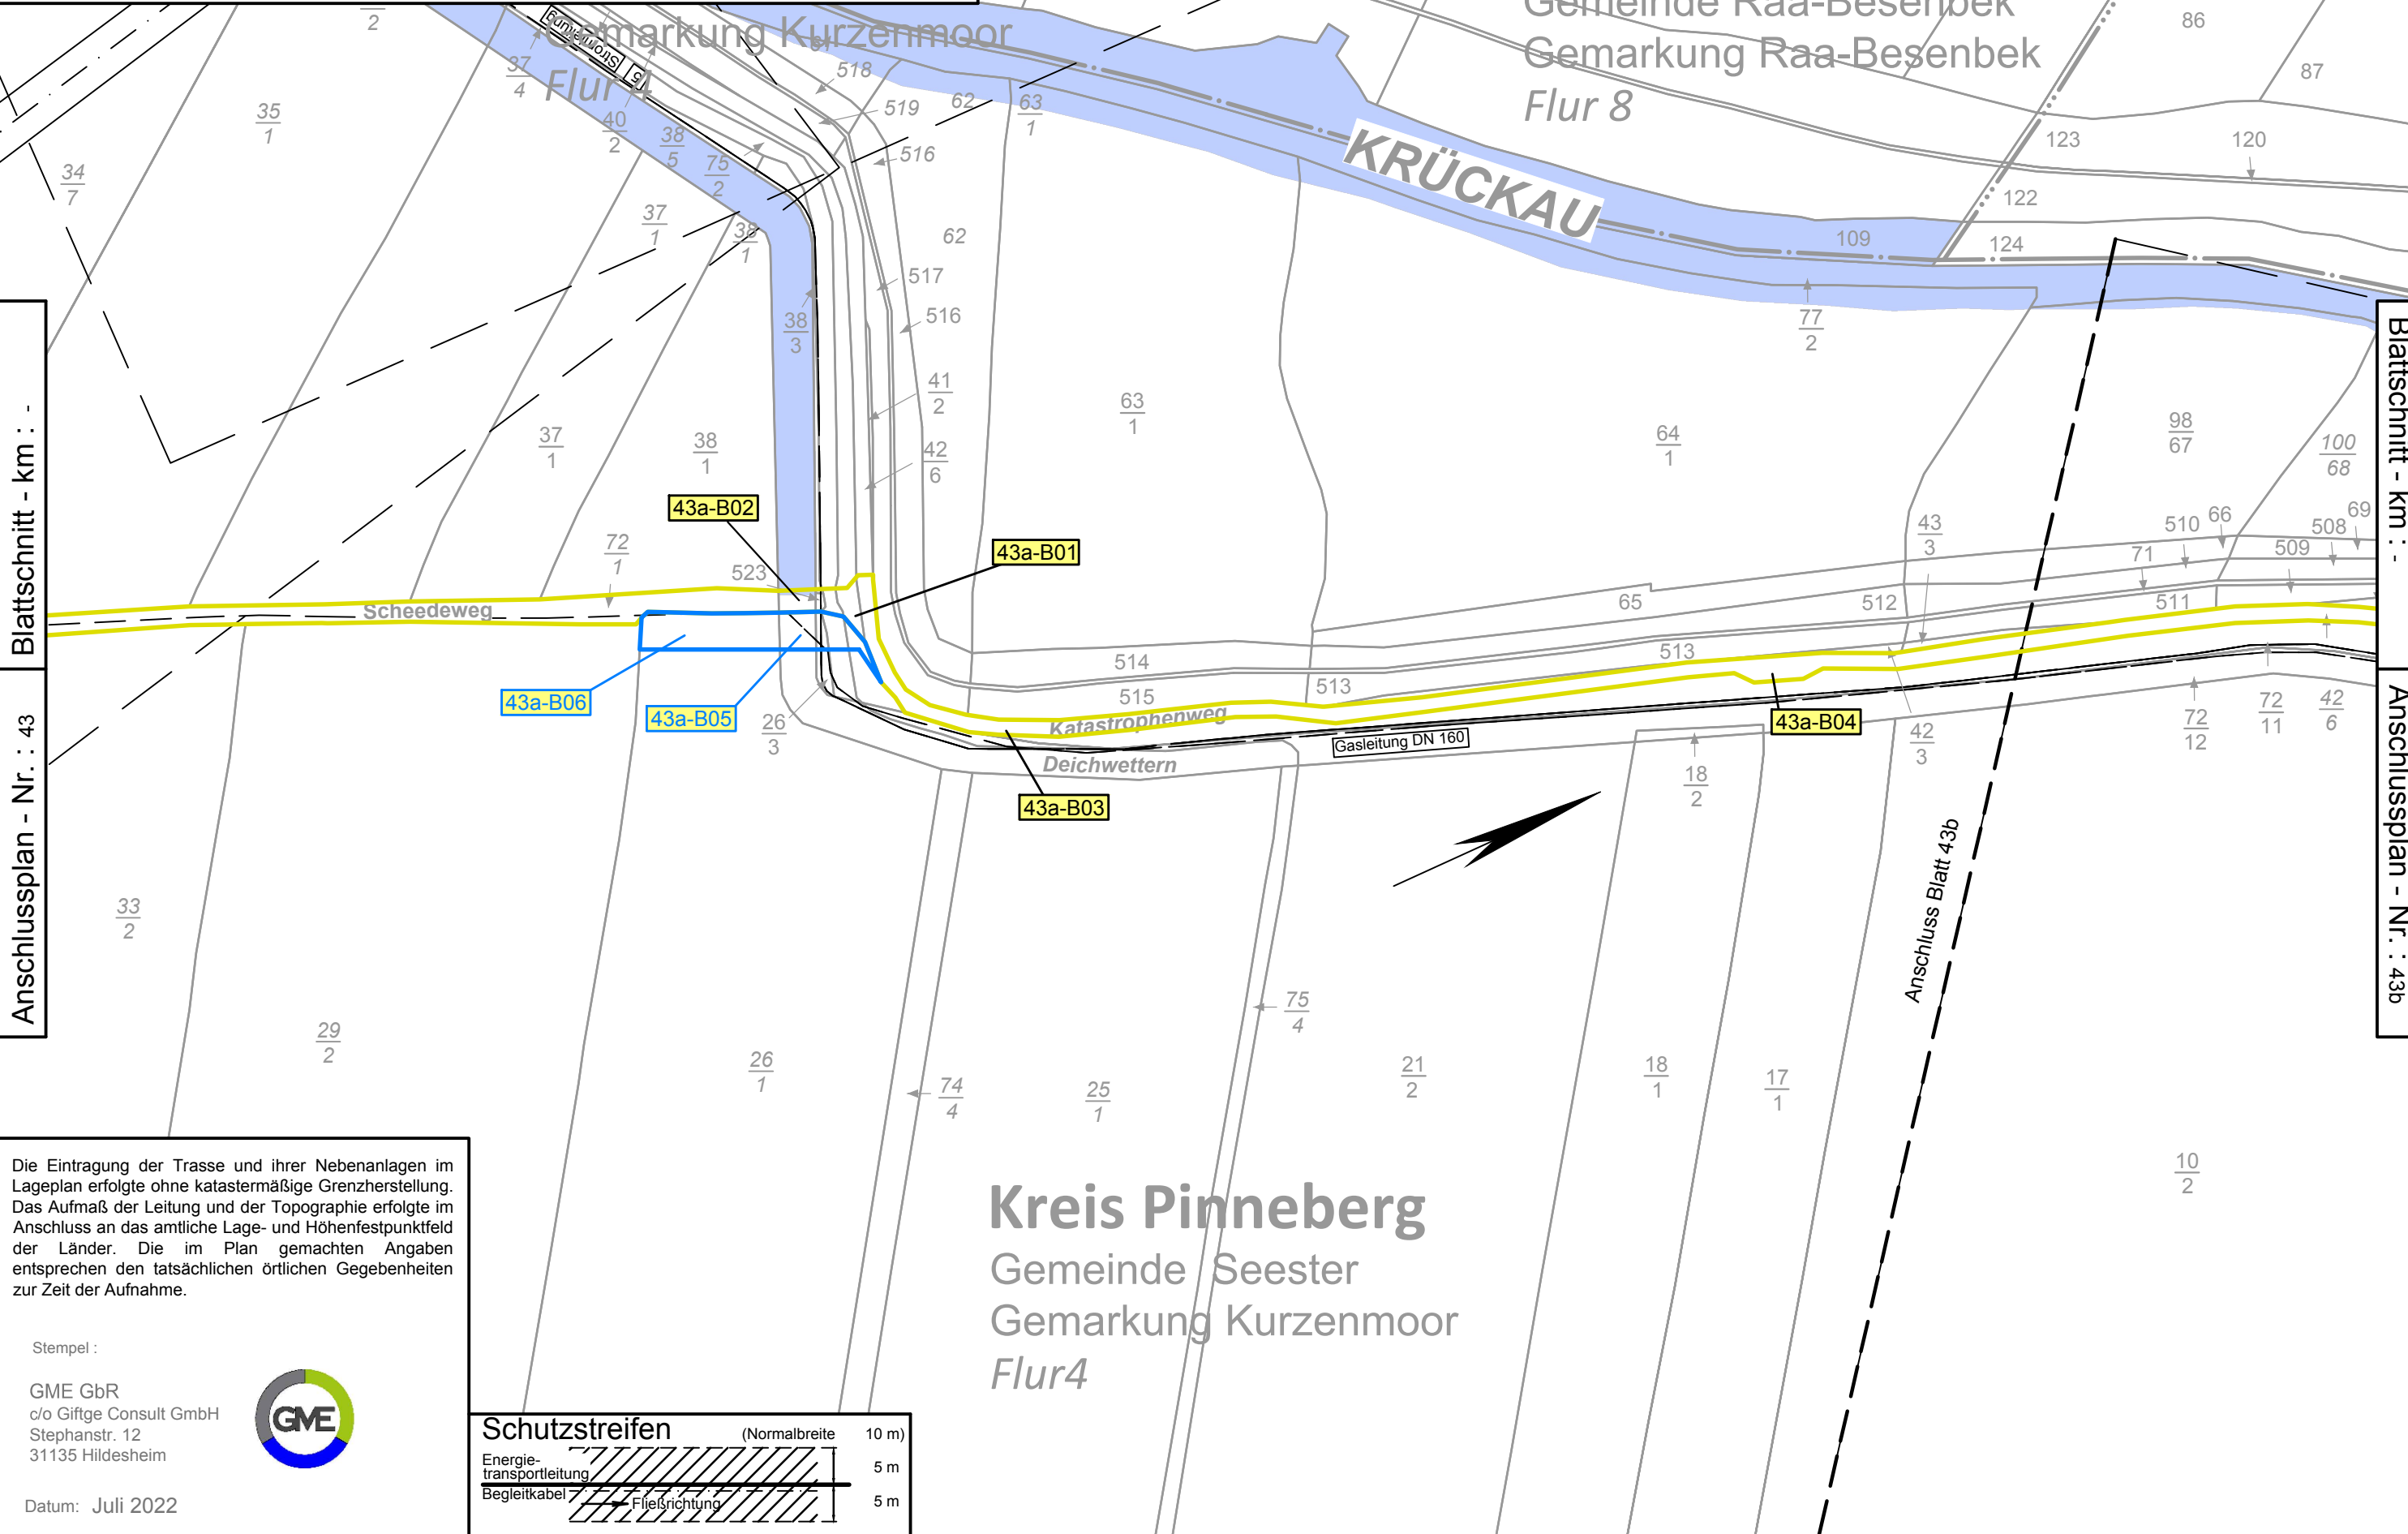 Gemarkung Kurzenmoor
Flur 4
Stromleitung
5
Gemeinde Raa-Besenbek
Gemarkung Raa-Besenbek
Flur 8
KRÜCKAU
2
37
4
35
1
34
7
40
2
38
5
75
2
37
1
38
1
518
519
516
62
63
1
62
517
516
38
3
41
2
42
6
37
1
38
1
63
1
64
1
86
87
123
120
122
124
109
77
2
98
67
100
68
43
3
510
66
508
69
71
509
511
512
65
72
1
523
43a-B02
43a-B01
Scheedeweg
43a-B06
43a-B05
26
3
514
515
513
513
Katastrophenweg
Deichwettern
Gasleitung DN 160
43a-B03
43a-B04
18
2
42
3
72
12
72
11
42
6
Anschluss Blatt 43b
33
2
29
2
26
1
74
4
25
1
75
4
21
2
18
1
17
1
10
2
Blattschnitt - km : -
Anschlussplan - Nr. : 43
Blattschnitt - km : -
Anschlussplan - Nr. : 43b
Kreis Pinneberg
Gemeinde Seester
Gemarkung Kurzenmoor
Flur4
Die Eintragung der Trasse und ihrer Nebenanlagen im
Lageplan erfolgte ohne katastermäßige Grenzherstellung.
Das Aufmaß der Leitung und der Topographie erfolgte im
Anschluss an das amtliche Lage- und Höhenfestpunktfeld
der Länder. Die im Plan gemachten Angaben
entsprechen den tatsächlichen örtlichen Gegebenheiten
zur Zeit der Aufnahme.
Stempel :
GME GbR
c/o Giftge Consult GmbH
Stephanstr. 12
31135 Hildesheim
GME
Datum: Juli 2022
Schutzstreifen (Normalbreite 10 m)
Energie-
transportleitung
5 m
Begleitkabel
Fließrichtung
5 m